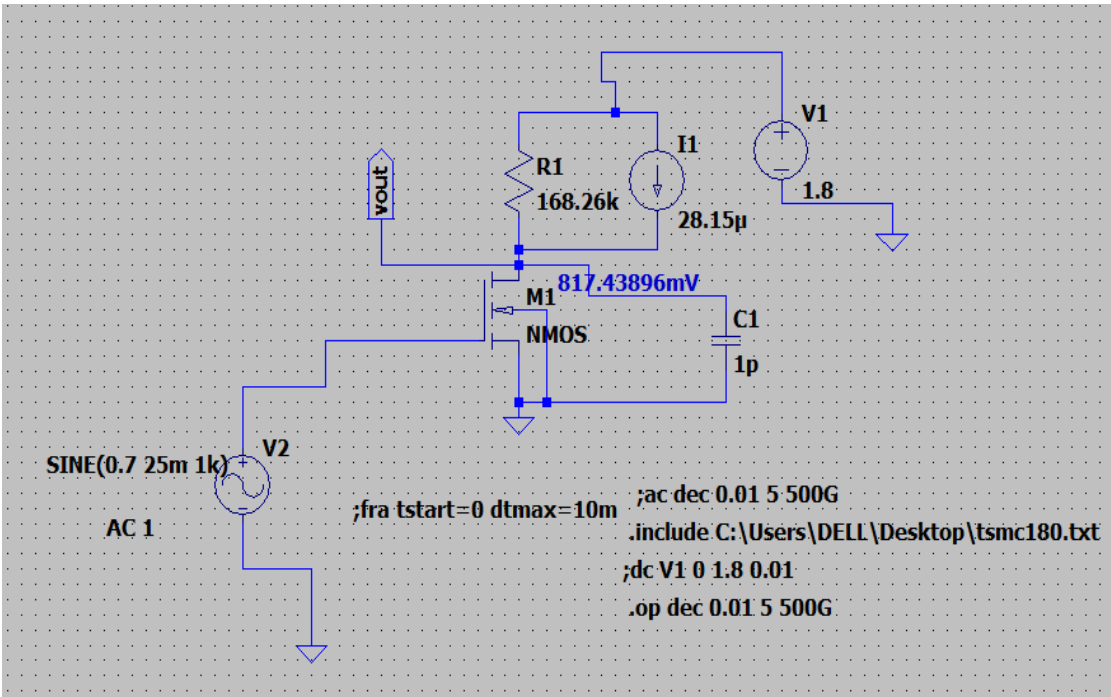 V1
1.8
I1
28.15µ
R1
168.26k
vout
817.43896mV
M1
NMOS
C1
1p
V2
SINE(0.7 25m 1k)
AC 1
;fra tstart=0 dtmax=10m
;ac dec 0.01 5 500G
.include C:\Users\DELL\Desktop\tsmc180.txt
;dc V1 0 1.8 0.01
.op dec 0.01 5 500G